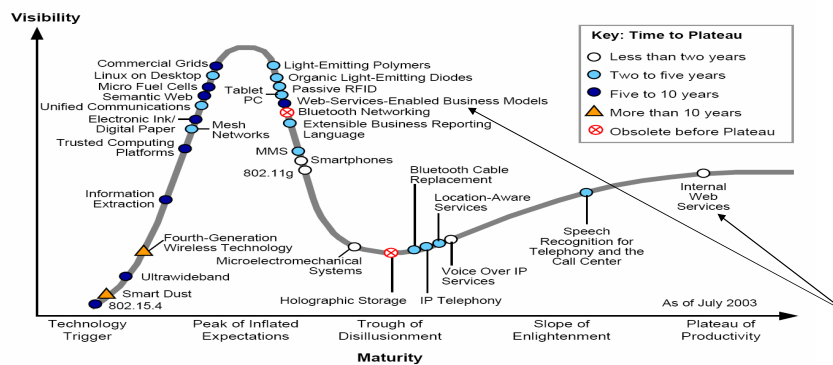 Visibility
Key: Time to Plateau
Less than two years
Two to five years
Five to 10 years
More than 10 years
Obsolete before Plateau
Commercial Grids
Linux on Desktop
Micro Fuel Cells
Semantic Web
Unified Communications
Electronic Ink/
Digital Paper
Mesh
Networks
Trusted Computing
Platforms
Information
Extraction
Fourth-Generation
Wireless Technology
Ultrawideband
Smart Dust
802.15.4
Light-Emitting Polymers
Organic Light-Emitting Diodes
Passive RFID
Tablet
PC
Web-Services-Enabled Business Models
Bluetooth Networking
Extensible Business Reporting
Language
MMS
Smartphones
802.11g
Microelectromechanical
Systems
Holographic Storage
Bluetooth Cable
Replacement
IP Telephony
Location-Aware
Services
Voice Over IP
Services
Speech
Recognition for
Telephony and the
Call Center
Internal
Web
Services
As of July 2003
Technology
Trigger
Peak of Inflated
Expectations
Trough of
Disillusionment
Slope of
Enlightenment
Plateau of
Productivity
Maturity